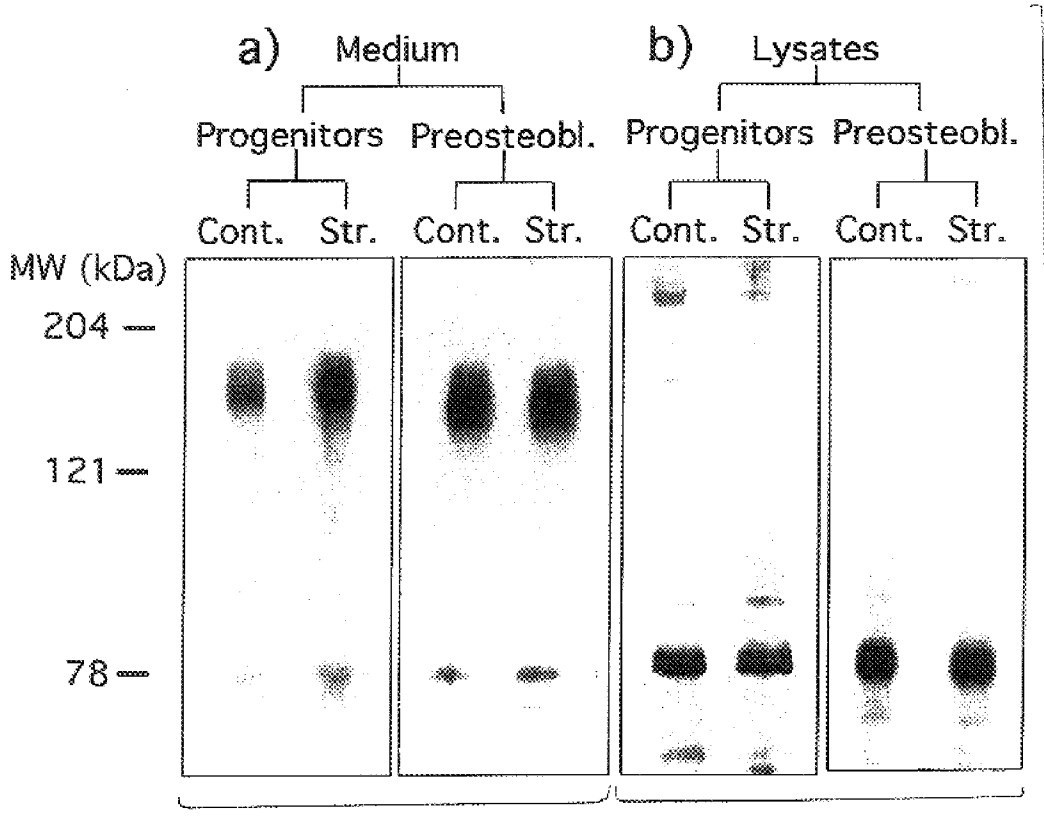 a) Medium b) Lysates
Progenitors Preosteobl. Progenitors Preosteobl.
Cont. Str. Cont. Str. Cont. Str. Cont. Str.
MW (kDa)
204
121
78